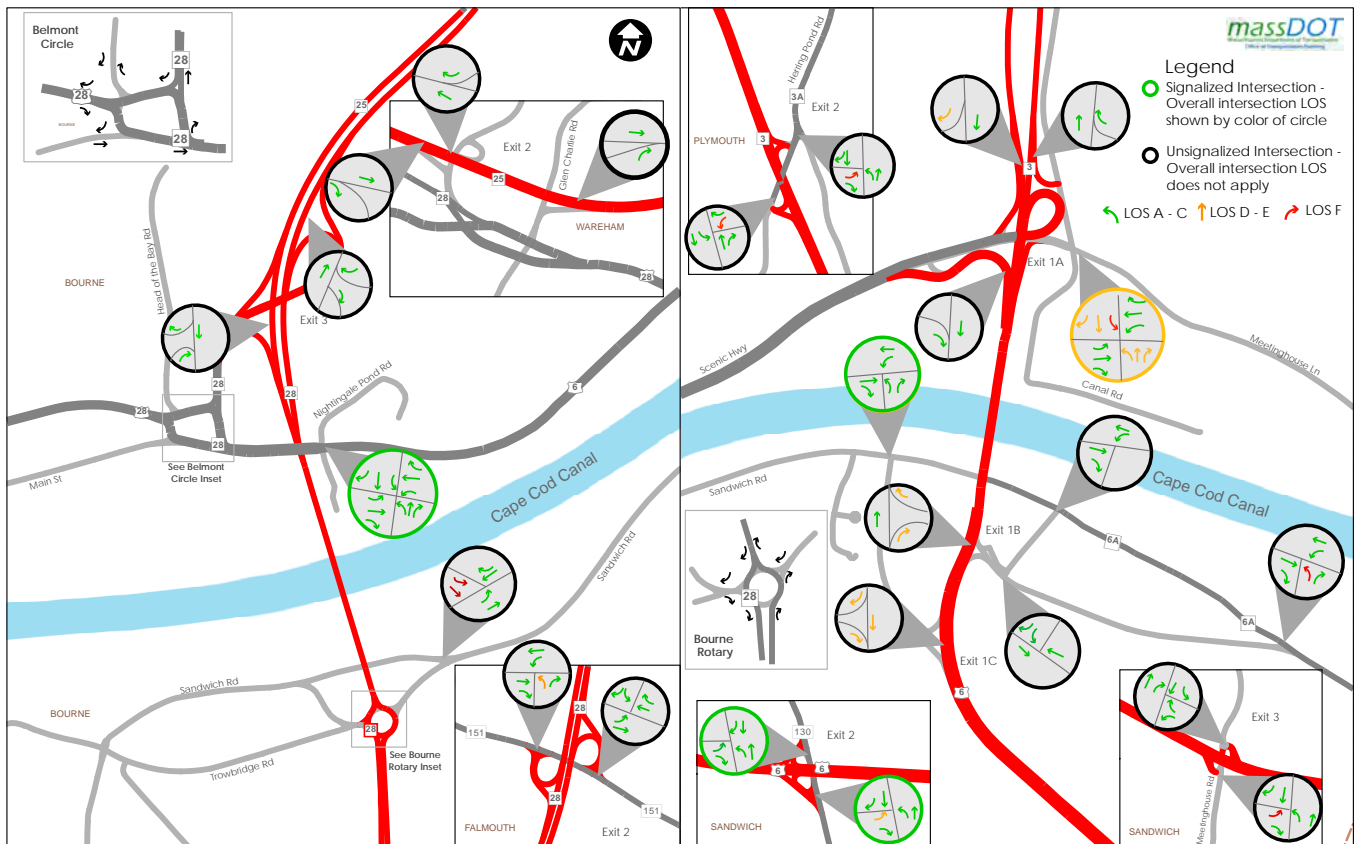 Belmont
Circle
28
28
28
BOURNE
N
25
Exit 2
25
Glen Charlie Rd
28
WAREHAM
28
Head of the Bay Rd
BOURNE
Exit 3
28
28
Nightingale Pond Rd
6
28
28
See Belmont
Circle Inset
Main St
Cape Cod Canal
Sandwich Rd
Sandwich Rd
BOURNE
28
See Bourne
Rotary Inset
Trowbridge Rd
151
28
28
151
FALMOUTH
Exit 2
Herring Pond Rd
3A
Exit 2
PLYMOUTH
3
massDOT
Massachusetts Department of Transportation
Office of Transportation Planning
Legend
Signalized Intersection -
Overall intersection LOS
shown by color of circle
Unsignalized Intersection -
Overall intersection LOS
does not apply
LOS A - C
LOS D - E
LOS F
3
Exit 1A
Scenic Hwy
Meetinghouse Ln
Canal Rd
Cape Cod Canal
Sandwich Rd
Exit 1B
6A
6A
28
Bourne
Rotary
Exit 1C
6
130
Exit 2
6
6
SANDWICH
Exit 3
Meetinghouse Rd
SANDWICH